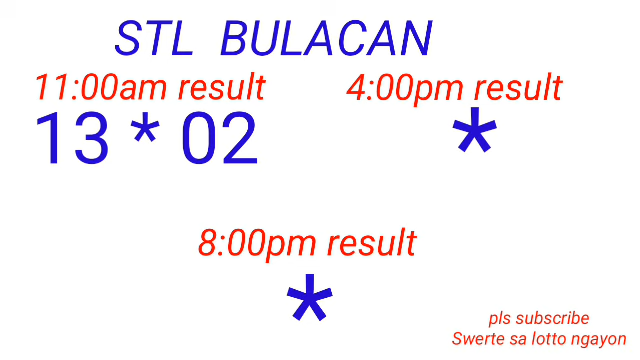 STL BULACAN
11:00am result
4:00pm result
13 * 02
*
8:00pm result
*
pls subscribe
Swerte sa lotto ngayon